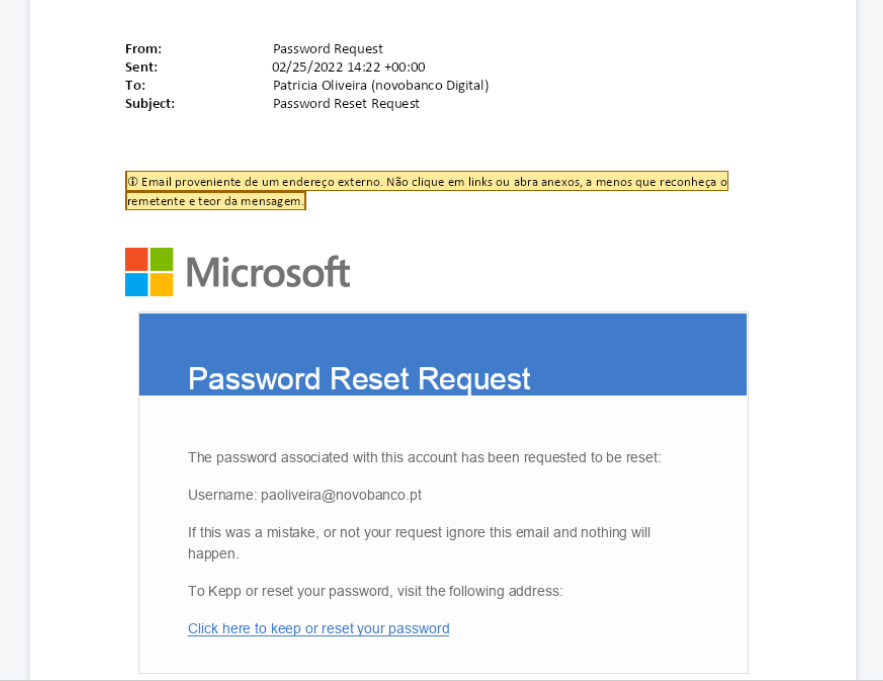 From: Password Request
Sent: 02/25/2022 14:22 +00:00
To: Patricia Oliveira (novobanco Digital)
Subject: Password Reset Request
🛈 Email proveniente de um endereço externo. Não clique em links ou abra anexos, a menos que reconheça o
remetente e teor da mensagem.
Microsoft
Password Reset Request
The password associated with this account has been requested to be reset:
Username: paoliveira@novobanco.pt
If this was a mistake, or not your request ignore this email and nothing will
happen.
To Kepp or reset your password, visit the following address:
Click here to keep or reset your password